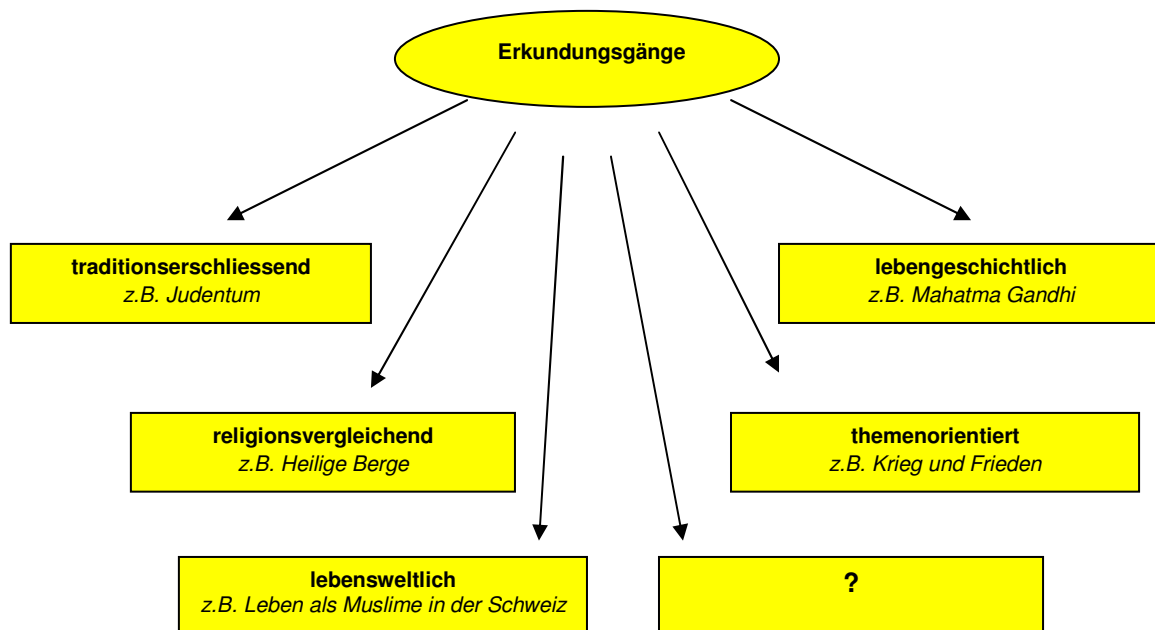 Erkundungsgänge
traditionserschliessend
z.B. Judentum
lebengeschichtlich
z.B. Mahatma Gandhi
religionsvergleichend
z.B. Heilige Berge
themenorientiert
z.B. Krieg und Frieden
lebensweltlich
z.B. Leben als Muslime in der Schweiz
?